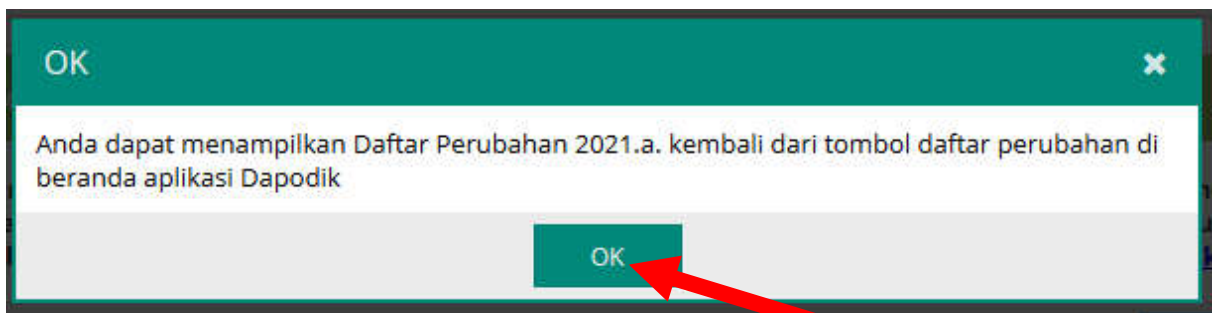 OK
Anda dapat menampilkan Daftar Perubahan 2021.a. kembali dari tombol daftar perubahan di
beranda aplikasi Dapodik
OK